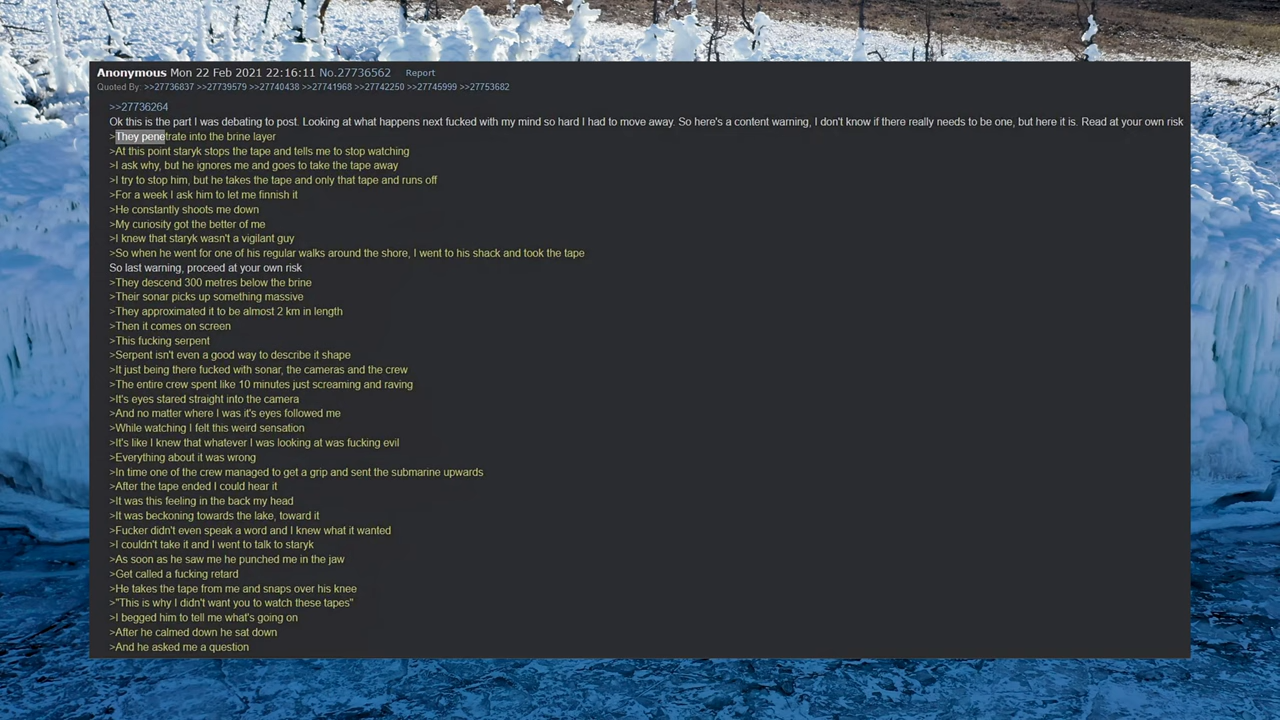 Anonymous Mon 22 Feb 2021 22:16:11 No.27736562 Report
Quoted By: >>27736837 >>27739579 >>27740438 >>27741968 >>27742250 >>27745999 >>27753682
>>27736264
Ok this is the part I was debating to post. Looking at what happens next fucked with my mind so hard I had to move away. So here's a content warning, I don't know if there really needs to be one, but here it is. Read at your own risk
>They penetrate into the brine layer
>At this point staryk stops the tape and tells me to stop watching
>I ask why, but he ignores me and goes to take the tape away
>I try to stop him, but he takes the tape and only that tape and runs off
>For a week I ask him to let me finnish it
>He constantly shoots me down
>My curiosity got the better of me
>I knew that staryk wasn't a vigilant guy
>So when he went for one of his regular walks around the shore, I went to his shack and took the tape
So last warning, proceed at your own risk
>They descend 300 metres below the brine
>Their sonar picks up something massive
>They approximated it to be almost 2 km in length
>Then it comes on screen
>This fucking serpent
>Serpent isn't even a good way to describe it shape
>It just being there fucked with sonar, the cameras and the crew
>The entire crew spent like 10 minutes just screaming and raving
>It's eyes stared straight into the camera
>And no matter where I was it's eyes followed me
>While watching I felt this weird sensation
>It's like I knew that whatever I was looking at was fucking evil
>Everything about it was wrong
>In time one of the crew managed to get a grip and sent the submarine upwards
>After the tape ended I could hear it
>It was this feeling in the back my head
>It was beckoning towards the lake, toward it
>Fucker didn't even speak a word and I knew what it wanted
>I couldn't take it and I went to talk to staryk
>As soon as he saw me he punched me in the jaw
>Get called a fucking retard
>He takes the tape from me and snaps over his knee
>"This is why I didn't want you to watch these tapes"
>I begged him to tell me what's going on
>After he calmed down he sat down
>And he asked me a question